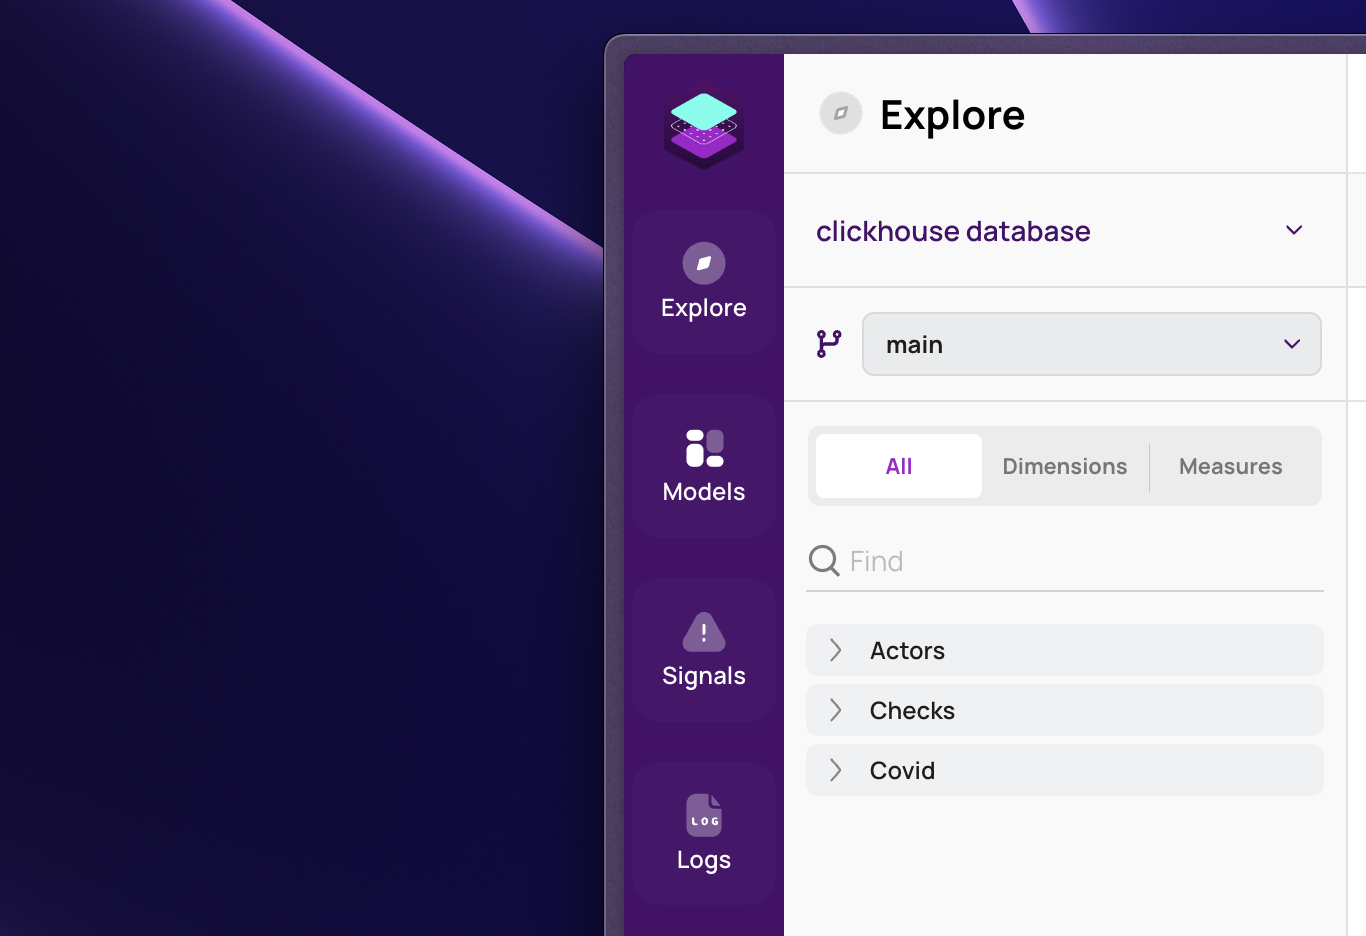 Explore
clickhouse database
main
All
Dimensions
Measures
Find
Actors
Checks
Covid
Explore
Models
Signals
LOG
Logs